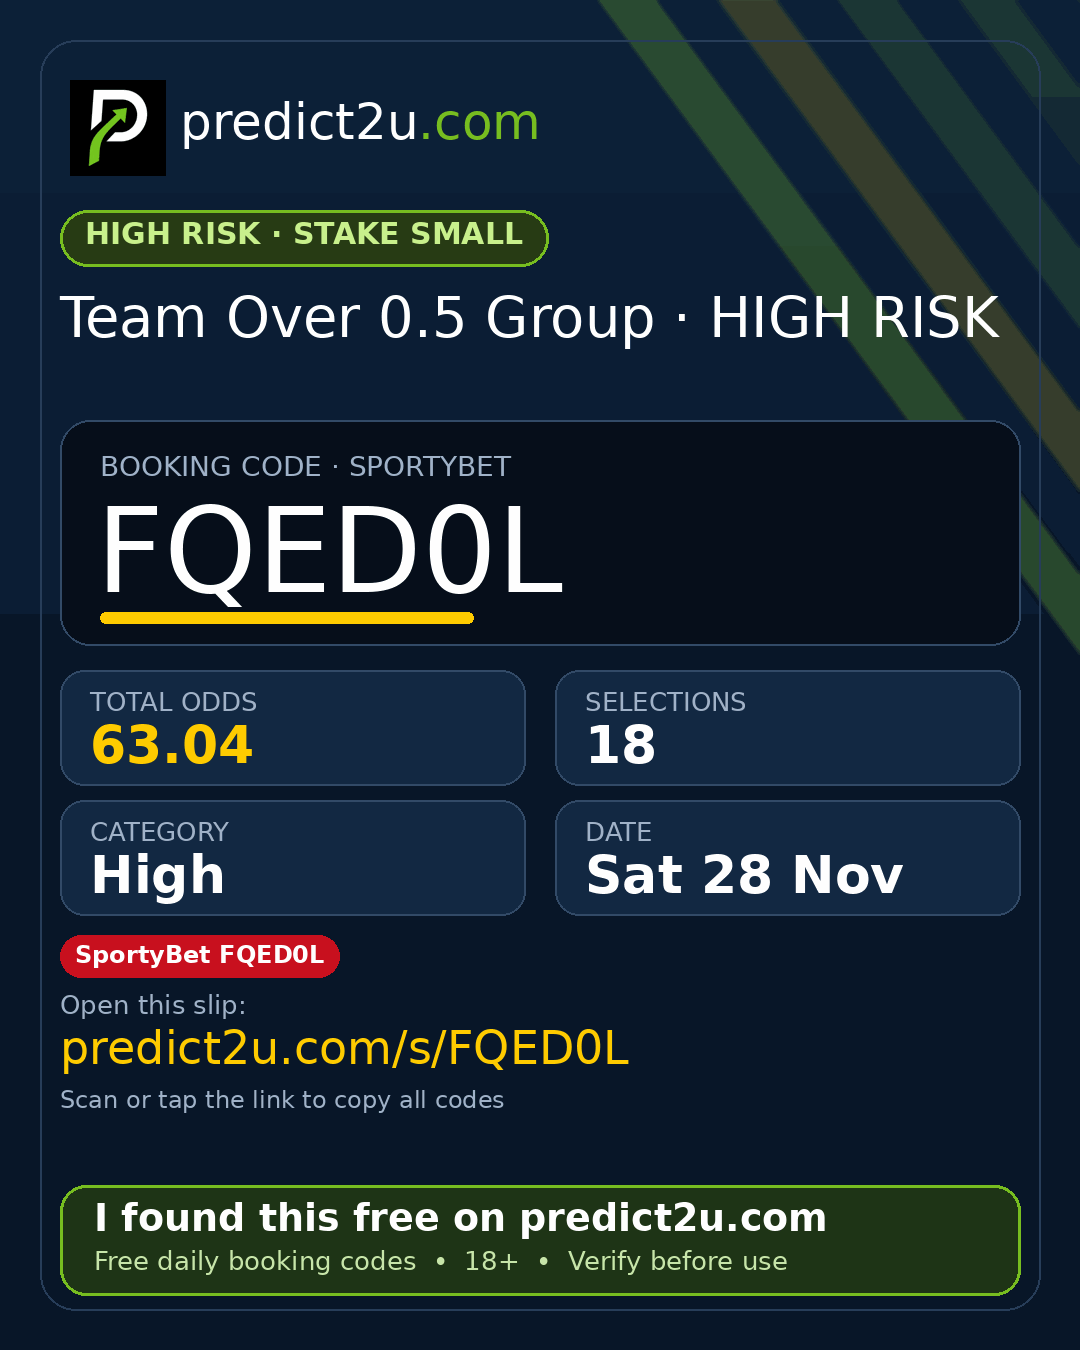 predict2u.com
HIGH RISK · STAKE SMALL
Team Over 0.5 Group · HIGH RISK
BOOKING CODE · SPORTYBET
FQED0L
TOTAL ODDS
63.04
SELECTIONS
18
CATEGORY
High
DATE
Sat 28 Nov
SportyBet FQED0L
Open this slip:
predict2u.com/s/FQED0L
Scan or tap the link to copy all codes
I found this free on predict2u.com
Free daily booking codes • 18+ • Verify before use